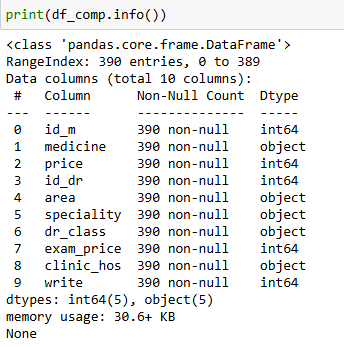 print(df_comp.info())
<class 'pandas.core.frame.DataFrame'>
RangeIndex: 390 entries, 0 to 389
Data columns (total 10 columns):
 #   Column      Non-Null Count  Dtype
---  ------      --------------  -----
 0   id_m        390 non-null    int64
 1   medicine    390 non-null    object
 2   price       390 non-null    int64
 3   id_dr       390 non-null    int64
 4   area        390 non-null    object
 5   speciality  390 non-null    object
 6   dr_class    390 non-null    object
 7   exam_price  390 non-null    int64
 8   clinic_hos  390 non-null    object
 9   write       390 non-null    int64
dtypes: int64(5), object(5)
memory usage: 30.6+ KB
None